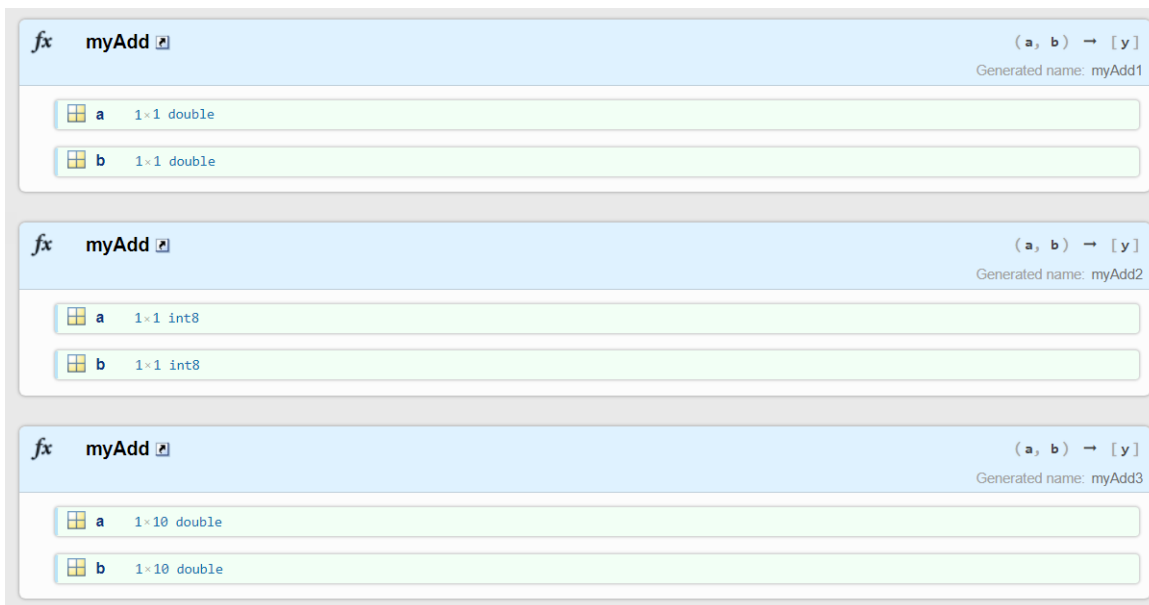 fx myAdd (a, b) → [y]
Generated name: myAdd1
a 1×1 double
b 1×1 double
fx myAdd (a, b) → [y]
Generated name: myAdd2
a 1×1 int8
b 1×1 int8
fx myAdd (a, b) → [y]
Generated name: myAdd3
a 1×10 double
b 1×10 double